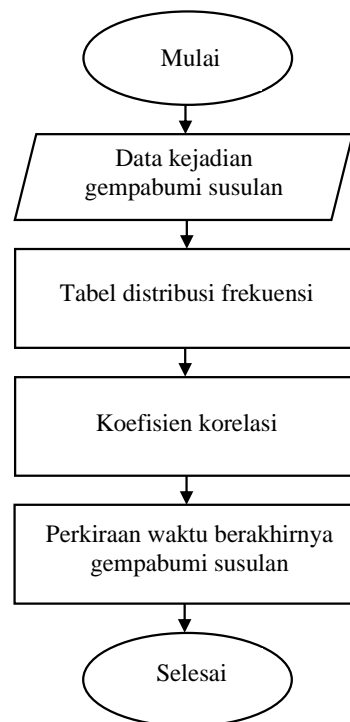 Mulai
Data kejadian
gempabumi susulan
Tabel distribusi frekuensi
Koefisien korelasi
Perkiraan waktu berakhirnya
gempabumi susulan
Selesai